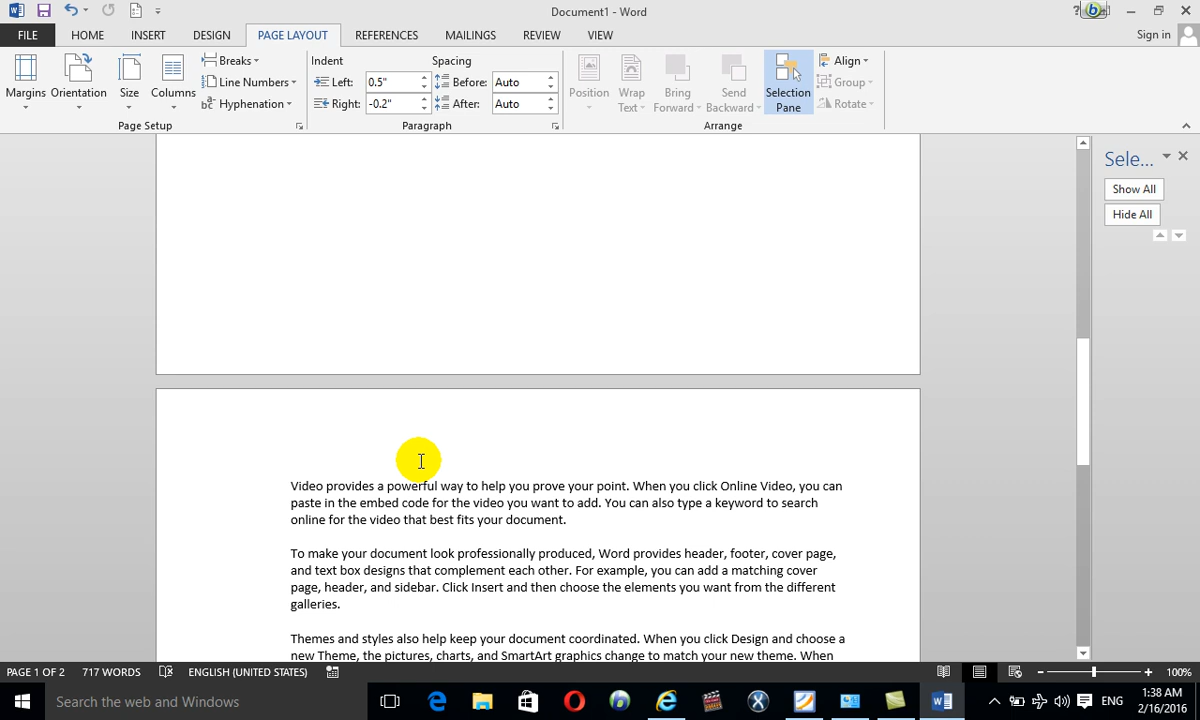 Document1 - Word
?
FILE
HOME
INSERT
DESIGN
PAGE LAYOUT
REFERENCES
MAILINGS
REVIEW
VIEW
Sign in
Margins
Orientation
Size
Columns
Breaks
Line Numbers
Hyphenation
Page Setup
Indent
Left: 0.5"
Right: -0.2"
Spacing
Before: Auto
After: Auto
Paragraph
Position
Wrap
Text
Bring
Forward
Send
Backward
Selection
Pane
Align
Group
Rotate
Arrange
Sele...
Show All
Hide All
Video provides a powerful way to help you prove your point. When you click Online Video, you can
paste in the embed code for the video you want to add. You can also type a keyword to search
online for the video that best fits your document.
To make your document look professionally produced, Word provides header, footer, cover page,
and text box designs that complement each other. For example, you can add a matching cover
page, header, and sidebar. Click Insert and then choose the elements you want from the different
galleries.
Themes and styles also help keep your document coordinated. When you click Design and choose a
new Theme, the pictures, charts, and SmartArt graphics change to match your new theme. When
PAGE 1 OF 2
717 WORDS
ENGLISH (UNITED STATES)
100%
Search the web and Windows
ENG
1:38 AM
2/16/2016